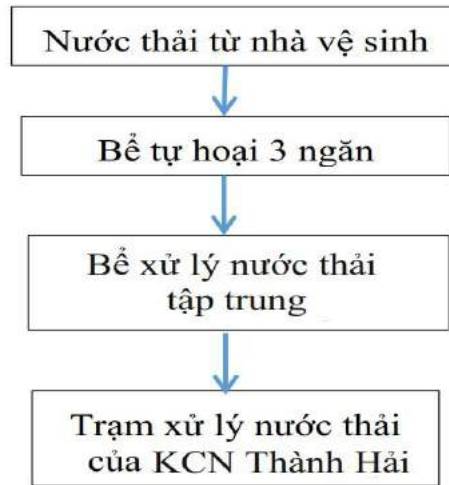 Nước thải từ nhà vệ sinh
Bể tự hoại 3 ngăn
Bể xử lý nước thải
tập trung
Trạm xử lý nước thải
của KCN Thành Hải